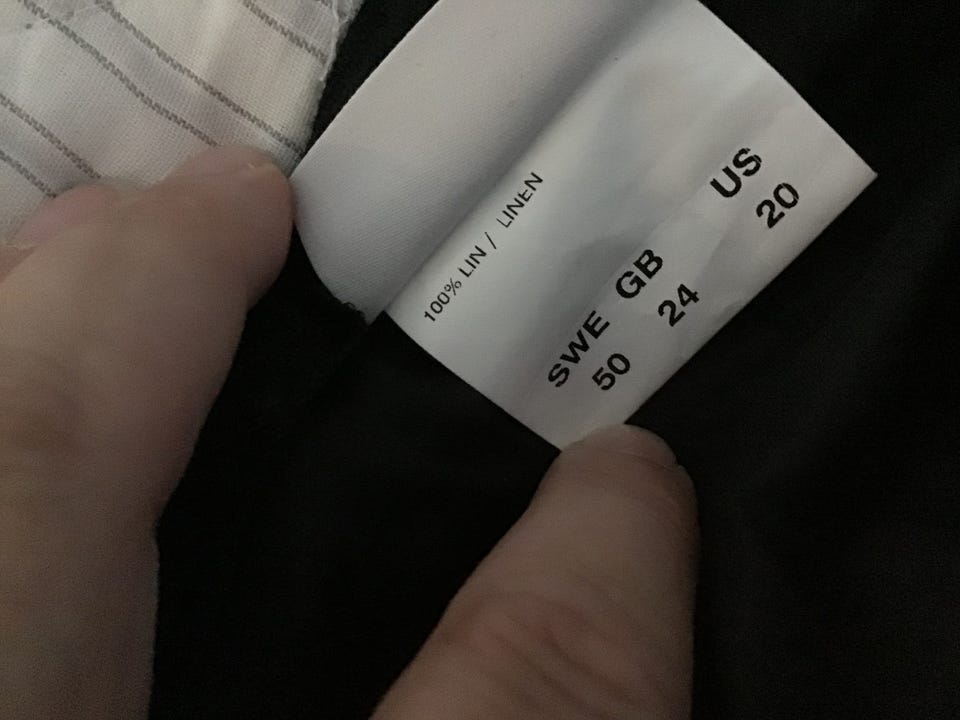 100% LIN / LINEN
SWE GB US
50 24 20